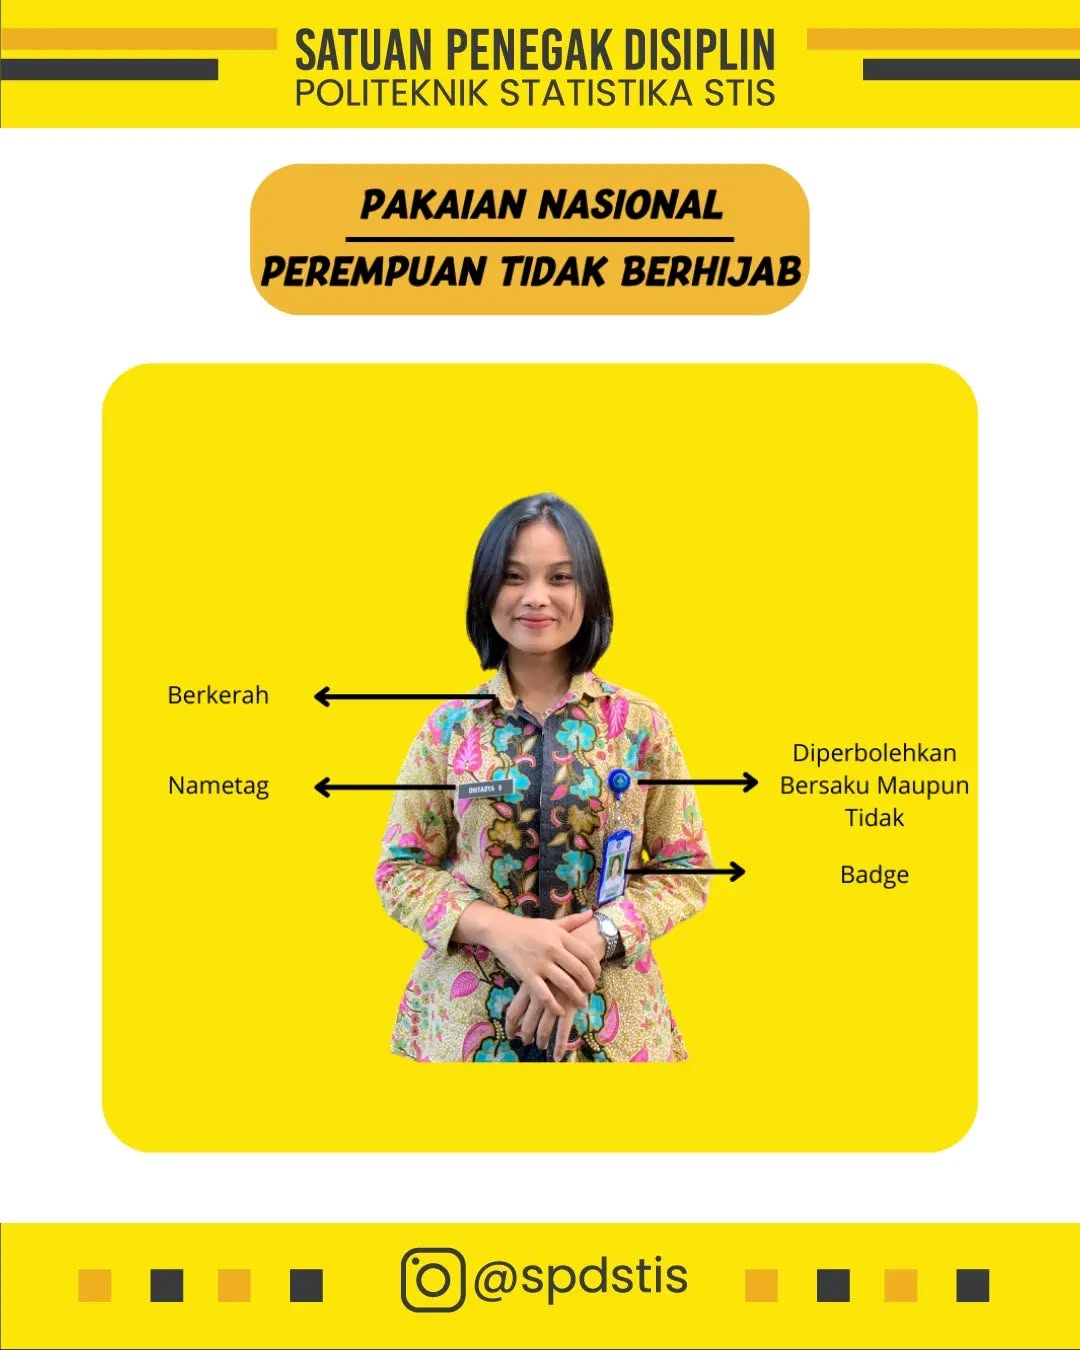 SATUAN PENEGAK DISIPLIN
POLITEKNIK STATISTIKA STIS
PAKAIAN NASIONAL
PEREMPUAN TIDAK BERHIJAB
Berkerah
Nametag
Diperbolehkan
Bersaku Maupun
Tidak
Badge
@spdstis